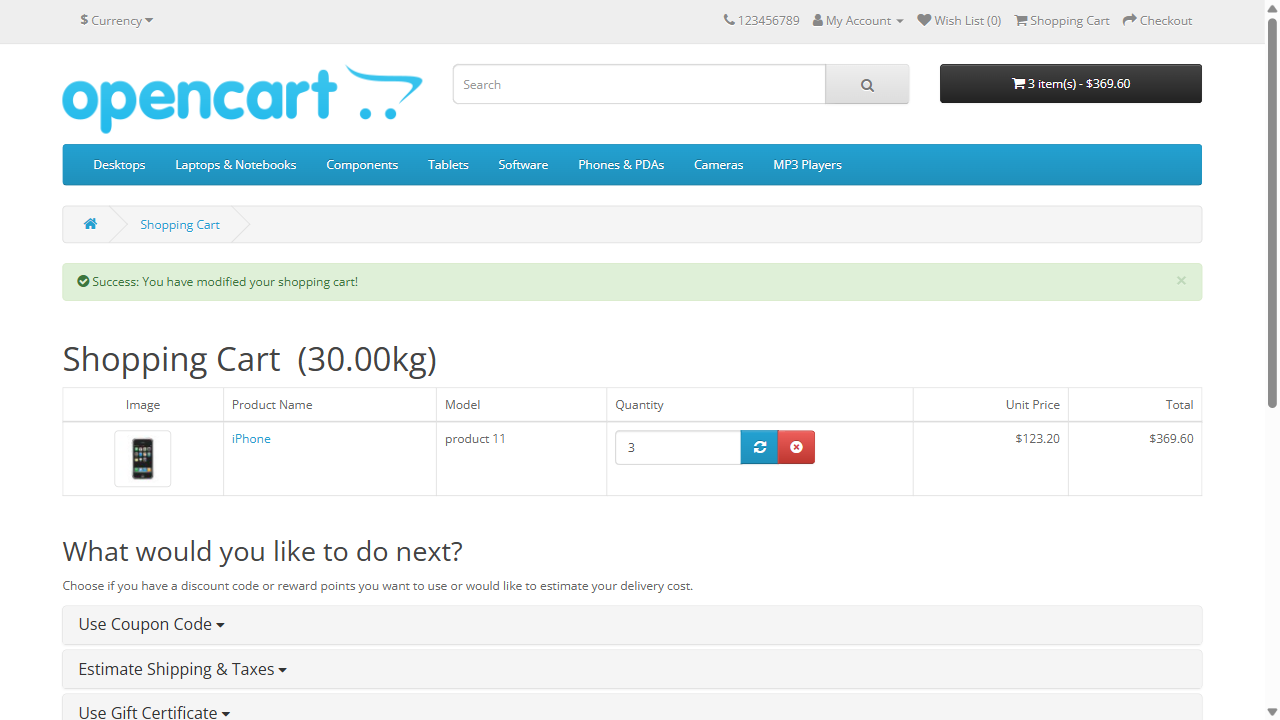 $ Currency
123456789 My Account Wish List (0) Shopping Cart Checkout
opencart
Search
3 item(s) - $369.60
Desktops Laptops & Notebooks Components Tablets Software Phones & PDAs Cameras MP3 Players
Shopping Cart
Success: You have modified your shopping cart!
×
Shopping Cart (30.00kg)
Image Product Name Model Quantity Unit Price Total
iPhone product 11 3 $123.20 $369.60
What would you like to do next?
Choose if you have a discount code or reward points you want to use or would like to estimate your delivery cost.
Use Coupon Code
Estimate Shipping & Taxes
Use Gift Certificate